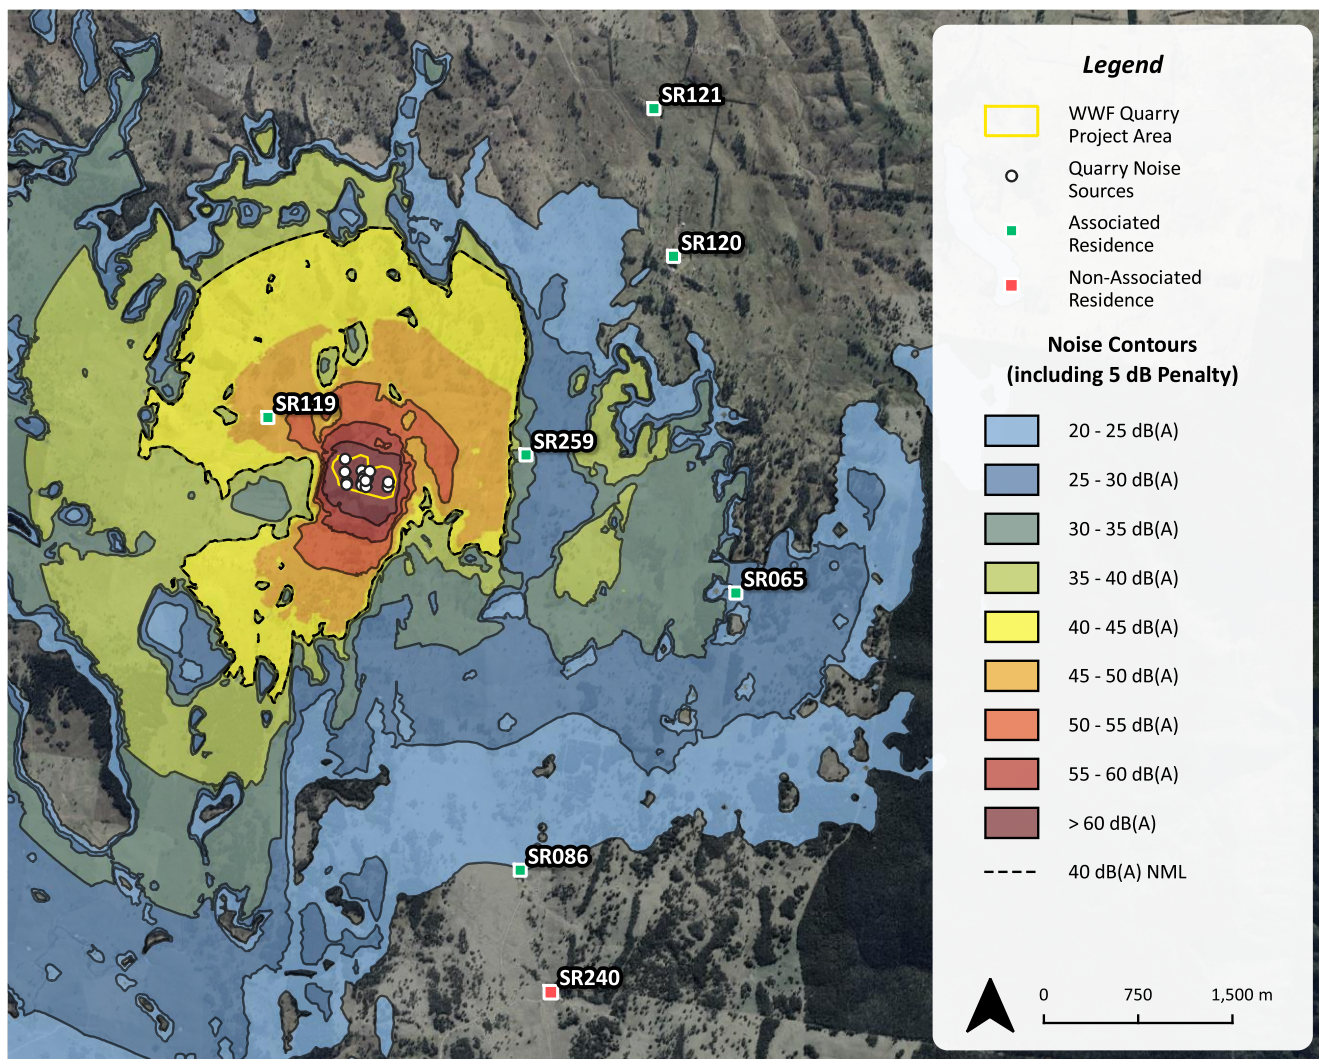 SR121
SR120
SR119
SR259
SR065
SR086
SR240
Legend
WWF Quarry
Project Area
Quarry Noise
Sources
Associated
Residence
Non-Associated
Residence
Noise Contours
(including 5 dB Penalty)
20 - 25 dB(A)
25 - 30 dB(A)
30 - 35 dB(A)
35 - 40 dB(A)
40 - 45 dB(A)
45 - 50 dB(A)
50 - 55 dB(A)
55 - 60 dB(A)
> 60 dB(A)
40 dB(A) NML
0 750 1,500 m